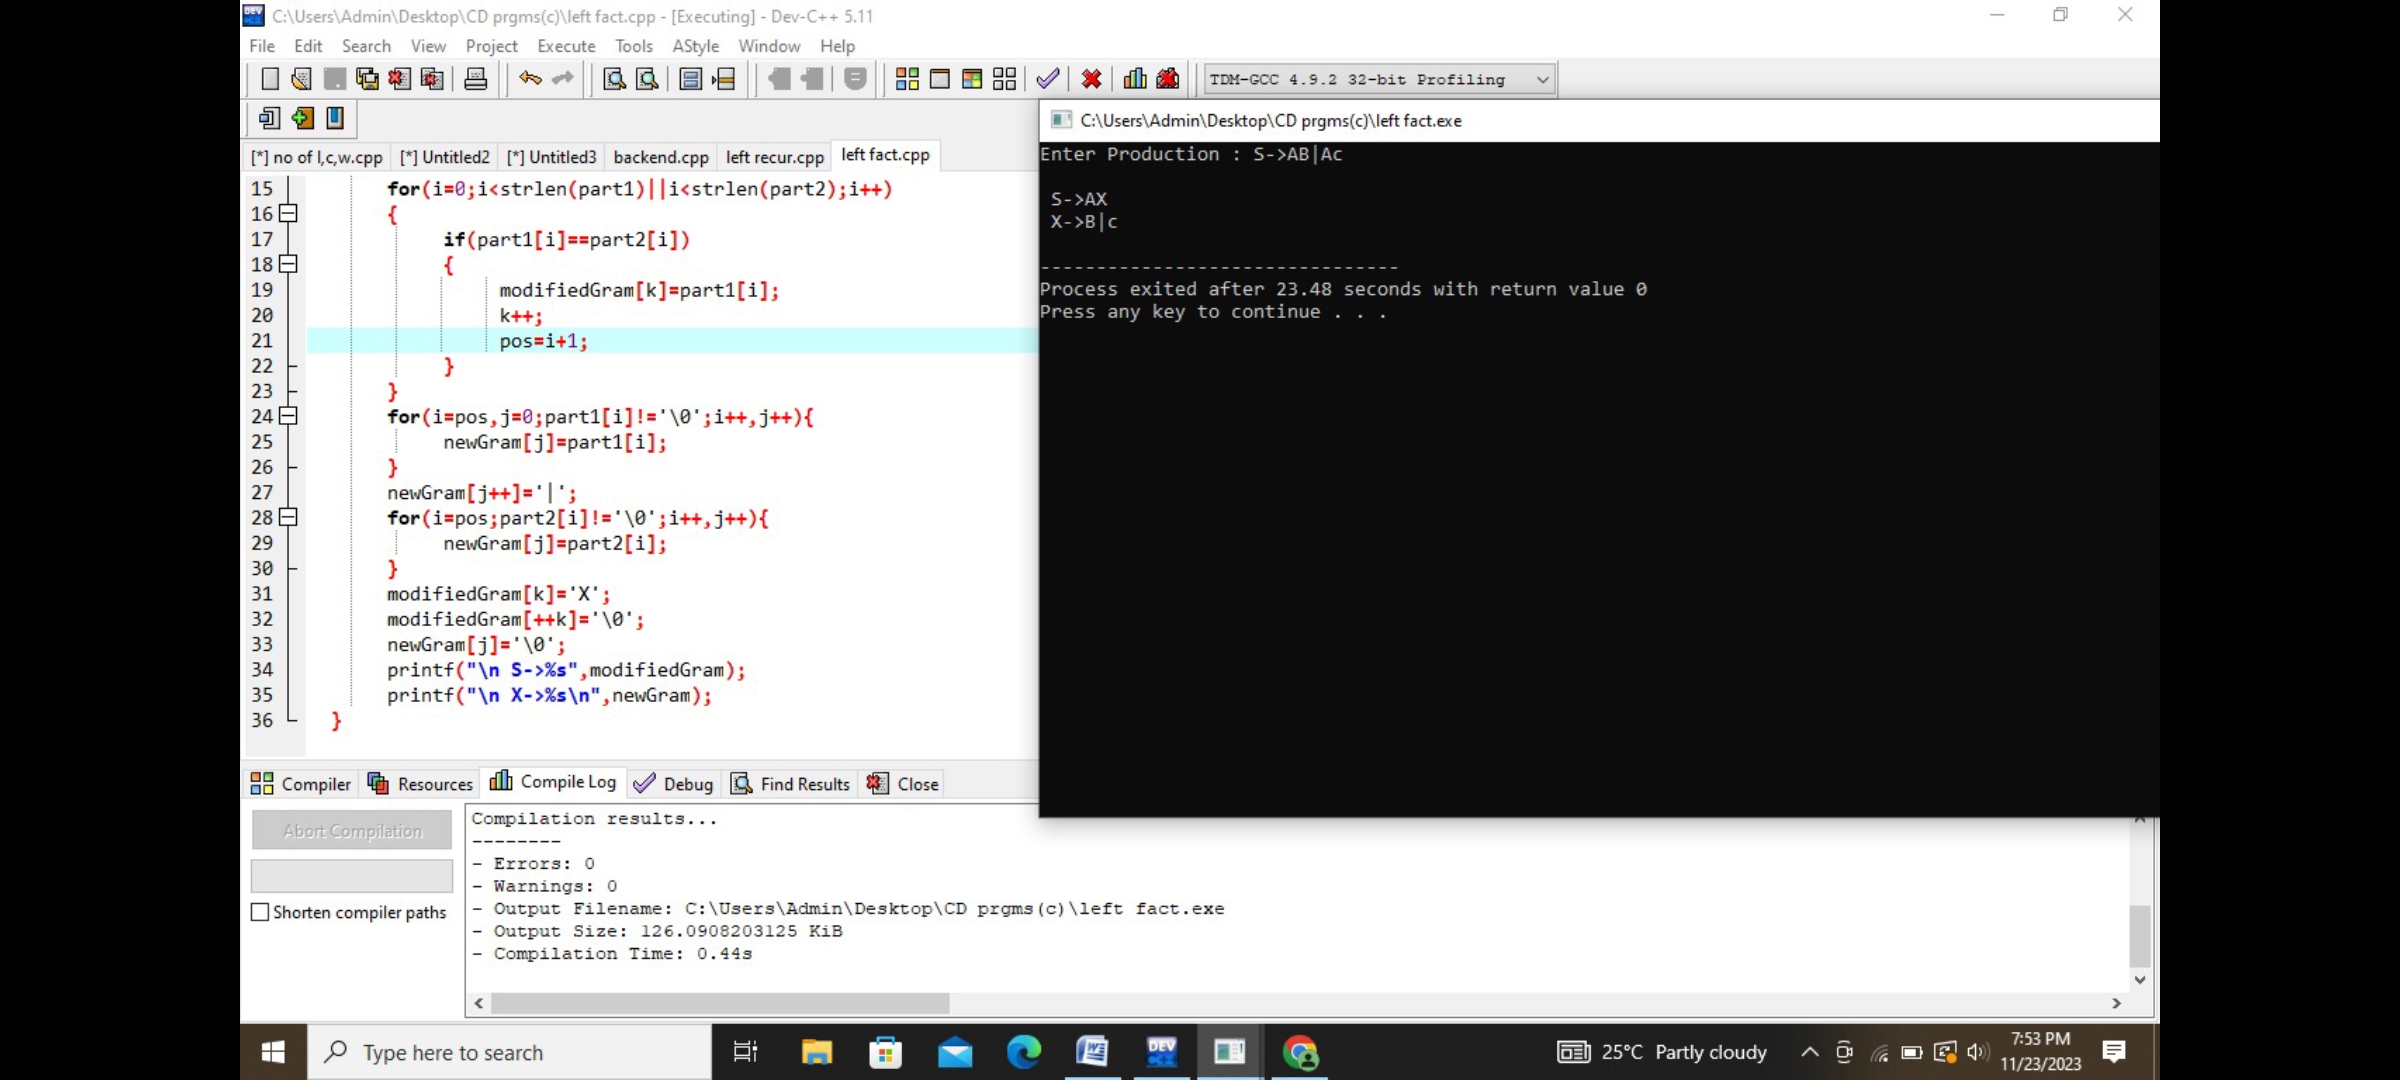 C:\Users\Admin\Desktop\CD prgms(c)\left fact.cpp - [Executing] - Dev-C++ 5.11
File Edit Search View Project Execute Tools AStyle Window Help
TDM-GCC 4.9.2 32-bit Profiling
[*] no of l,c,w.cpp [*] Untitled2 [*] Untitled3 backend.cpp left recur.cpp left fact.cpp
15 for(i=0;i<strlen(part1)||i<strlen(part2);i++)
16 {
17 if(part1[i]==part2[i])
18 {
19 modifiedGram[k]=part1[i];
20 k++;
21 pos=i+1;
22 }
23 }
24 for(i=pos,j=0;part1[i]!='\0';i++,j++){
25 newGram[j]=part1[i];
26 }
27 newGram[j++]='|';
28 for(i=pos;part2[i]!='\0';i++,j++){
29 newGram[j]=part2[i];
30 }
31 modifiedGram[k]='X';
32 modifiedGram[++k]='\0';
33 newGram[j]='\0';
34 printf("\n S->%s",modifiedGram);
35 printf("\n X->%s\n",newGram);
36 }
C:\Users\Admin\Desktop\CD prgms(c)\left fact.exe
Enter Production : S->AB|Ac
S->AX
X->B|c
--------------------------------
Process exited after 23.48 seconds with return value 0
Press any key to continue . . .
Compiler Resources Compile Log Debug Find Results Close
Abort Compilation
Shorten compiler paths
Compilation results...
--------
- Errors: 0
- Warnings: 0
- Output Filename: C:\Users\Admin\Desktop\CD prgms(c)\left fact.exe
- Output Size: 126.0908203125 KiB
- Compilation Time: 0.44s
Type here to search
DEV
25°C Partly cloudy
7:53 PM
11/23/2023